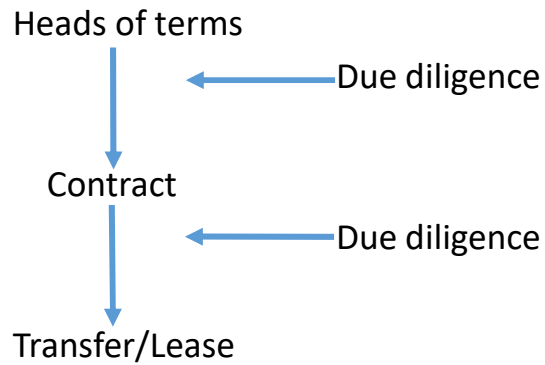 Heads of terms
Due diligence
Contract
Due diligence
Transfer/Lease